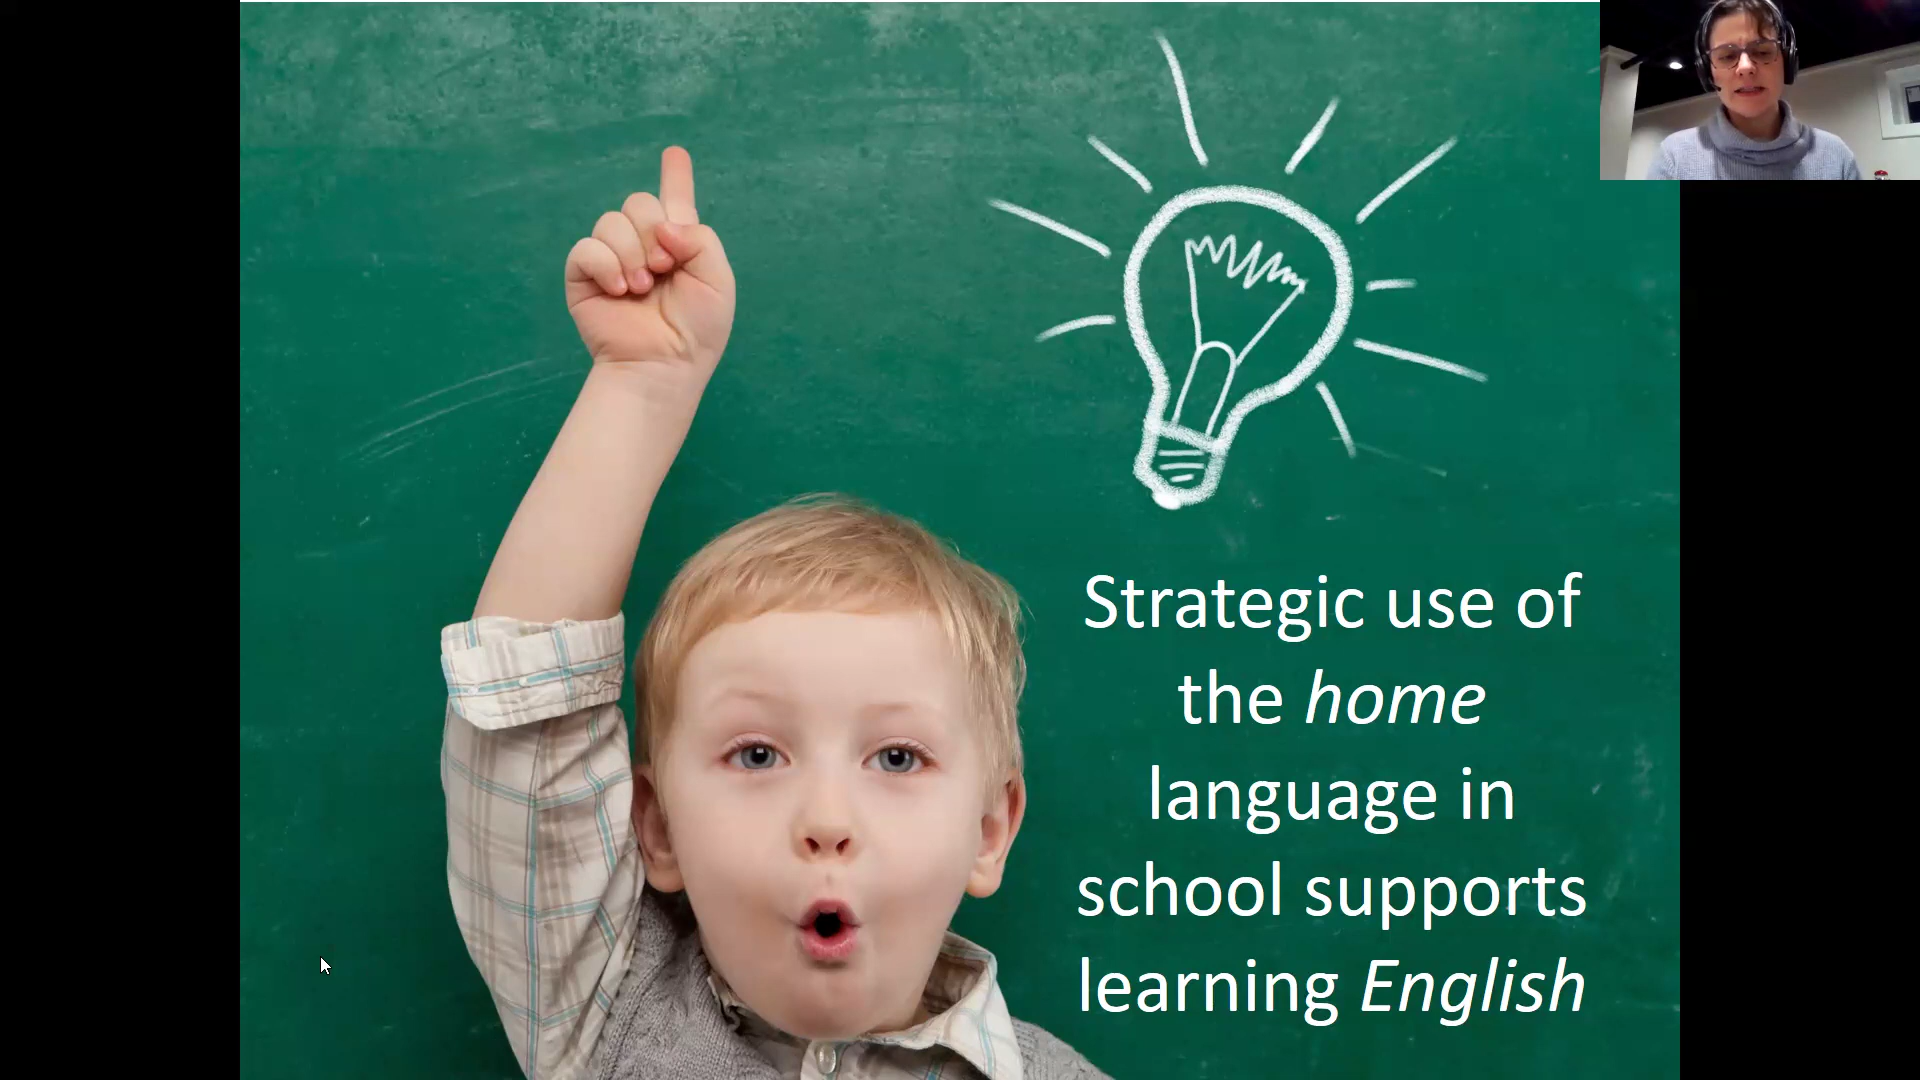 Strategic use of
the home
language in
school supports
learning English